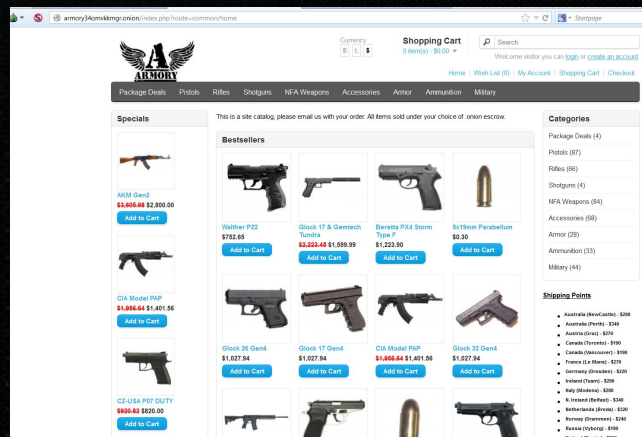 armory34omvkkmgr.onion/index.php?route=common/home
Startpage
ARMORY
Currency
$
Shopping Cart
0 item(s) - $0.00
Search
Welcome visitor you can login or create an account.
Home
Wish List (0)
My Account
Shopping Cart
Checkout
Package Deals
Pistols
Rifles
Shotguns
NFA Weapons
Accessories
Armor
Ammunition
Military
Specials
AKM Gen2
$3,805.98 $2,800.00
Add to Cart
CIA Model PAP
$1,956.64 $1,401.56
Add to Cart
CZ-USA P07 DUTY
$920.82 $820.00
Add to Cart
This is a site catalog, please email us with your order. All items sold under your choice of .onion escrow.
Bestsellers
Walther P22
$752.65
Add to Cart
Glock 17 & Gemtech
Tundra
$2,223.45 $1,599.99
Add to Cart
Beretta PX4 Storm
Type F
$1,223.90
Add to Cart
9x19mm Parabellum
$0.30
Add to Cart
Glock 26 Gen4
$1,027.94
Add to Cart
Glock 17 Gen4
$1,027.94
Add to Cart
CIA Model PAP
$1,956.64 $1,401.56
Add to Cart
Glock 32 Gen4
$1,027.94
Add to Cart
Categories
Package Deals (4)
Pistols (87)
Rifles (66)
Shotguns (4)
NFA Weapons (84)
Accessories (68)
Armor (28)
Ammunition (33)
Military (44)
Shipping Points
Australia (NewCastle) - $290
Australia (Perth) - $340
Austria (Graz) - $270
Canada (Toronto) - $190
Canada (Vancouver) - $190
France (Le Mans) - $270
Germany (Dresden) - $220
Ireland (Tuam) - $290
Italy (Modena) - $280
N. Ireland (Belfast) - $340
Netherlands (Breda) - $320
Norway (Drammen) - $240
Russia (Vyborg) - $190